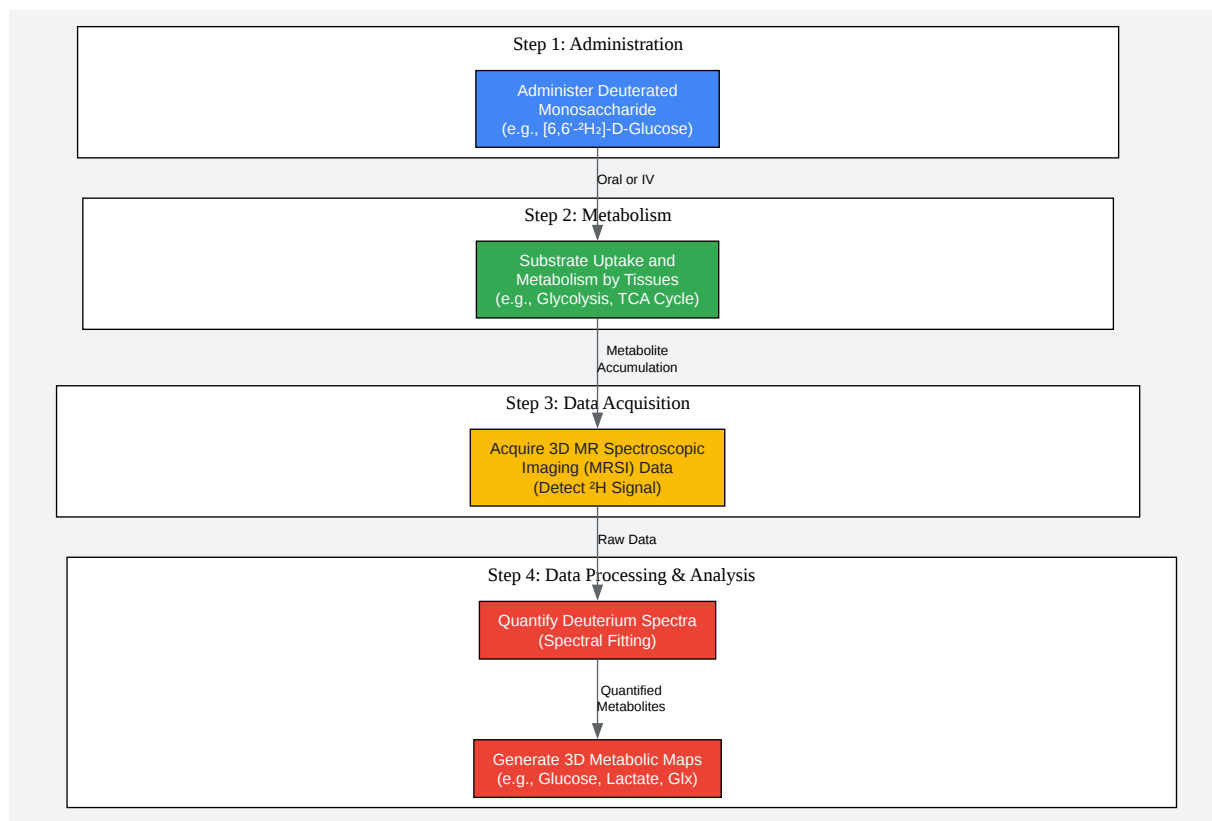 Step 1: Administration
Administer Deuterated
Monosaccharide
(e.g., [6,6'-²H₂]-D-Glucose)
Oral or IV
Step 2: Metabolism
Substrate Uptake and
Metabolism by Tissues
(e.g., Glycolysis, TCA Cycle)
Metabolite
Accumulation
Step 3: Data Acquisition
Acquire 3D MR Spectroscopic
Imaging (MRSI) Data
(Detect ²H Signal)
Raw Data
Step 4: Data Processing & Analysis
Quantify Deuterium Spectra
(Spectral Fitting)
Quantified
Metabolites
Generate 3D Metabolic Maps
(e.g., Glucose, Lactate, Glx)